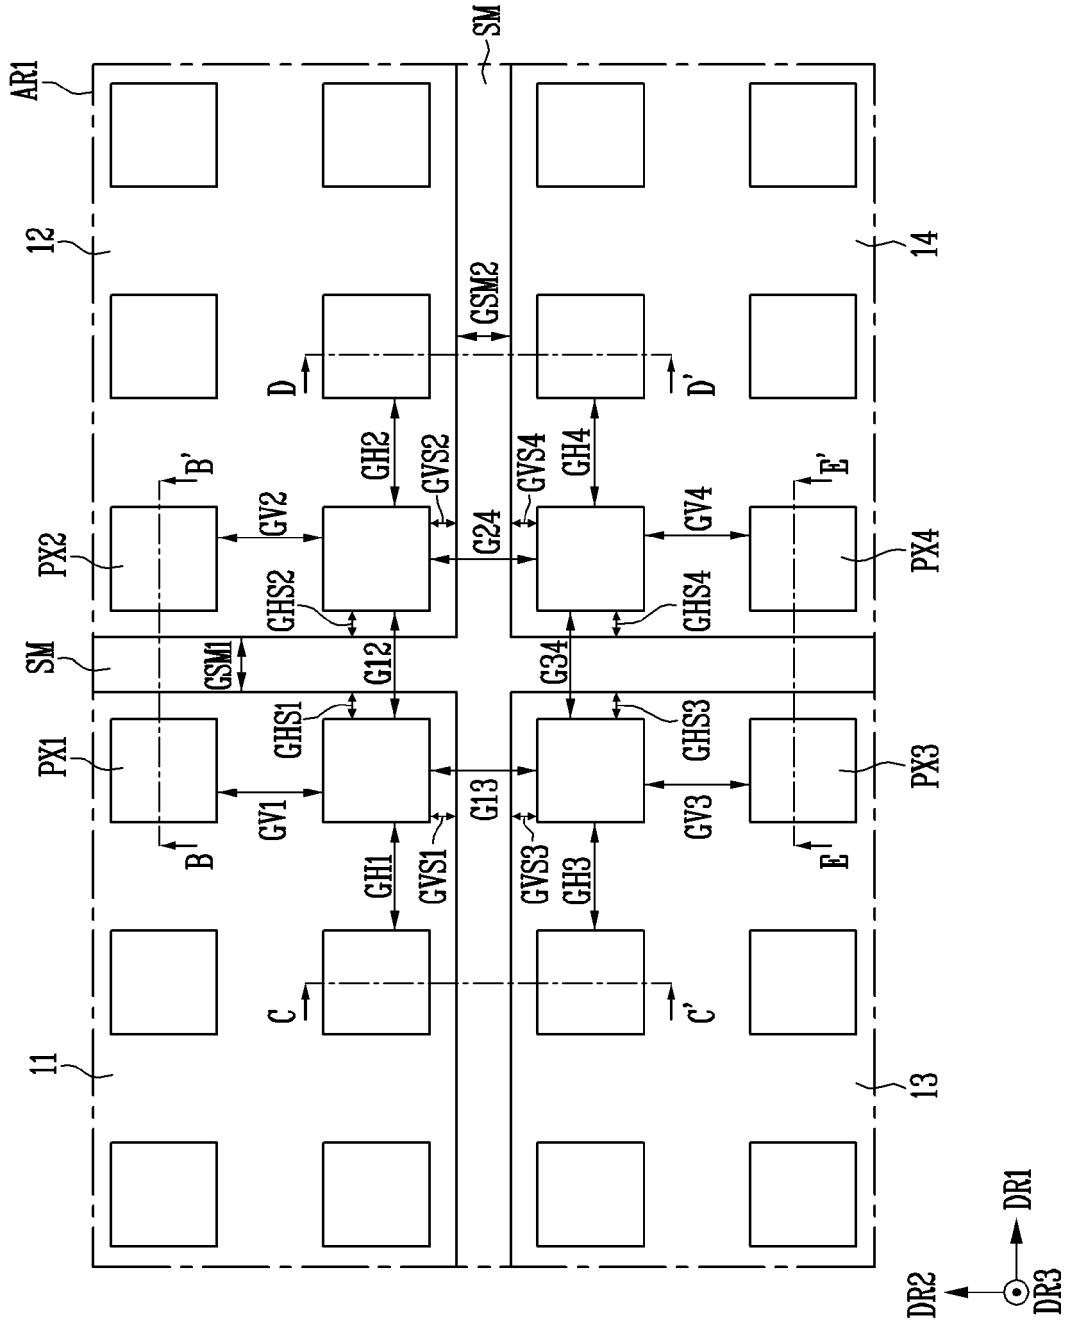 AR1
SM
12
14
GSM2
D
D'
GH2
GH4
GVS2
GVS4
B'
E'
GV2
G24
GV4
PX2
PX4
GHS2
GHS4
SM
GSM1
G12
G34
GHS1
GHS3
PX1
PX3
GV1
G13
GV3
B
E
GH1
GVS1
GVS3
GH3
C
C'
11
13
DR1
DR2
DR3